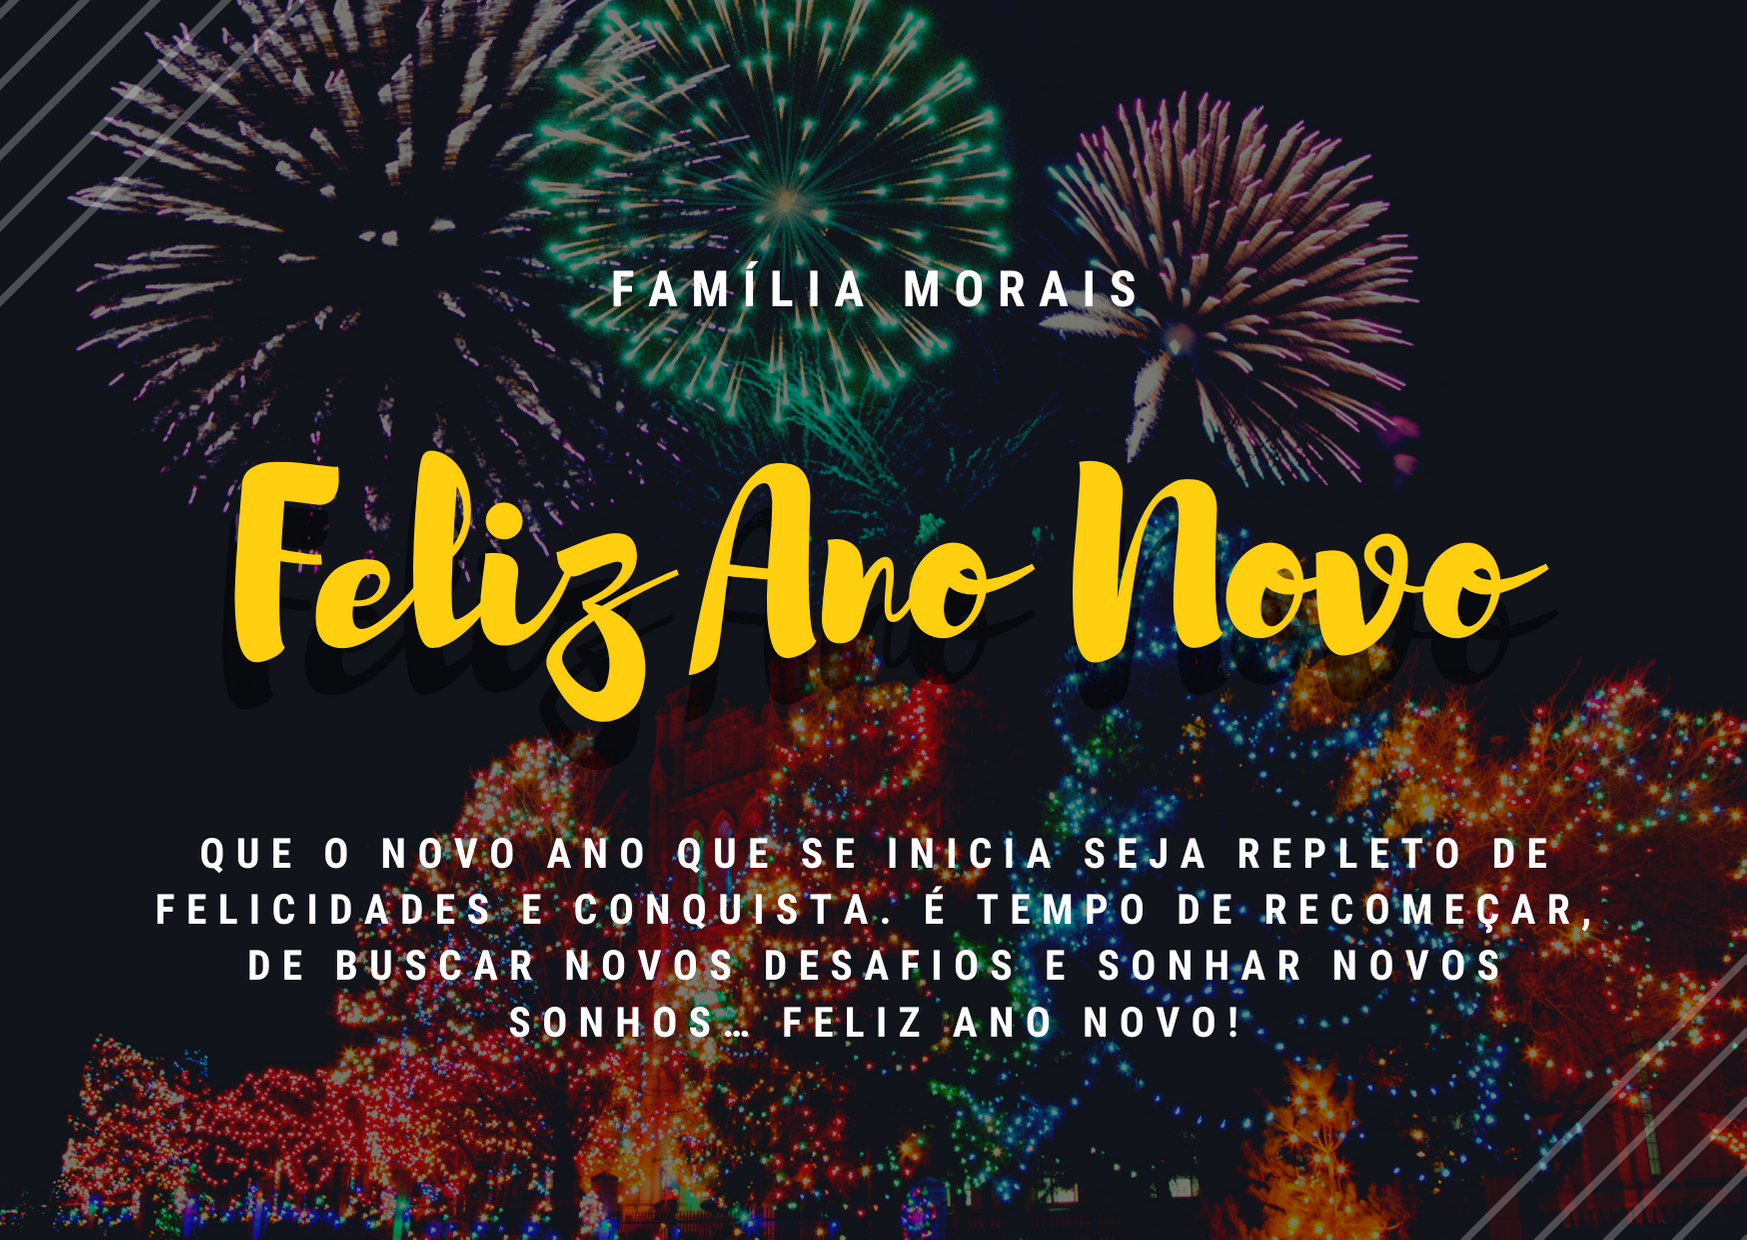 FAMÍLIA MORAIS
Feliz Ano Novo
QUE O NOVO ANO QUE SE INICIA SEJA REPLETO DE
FELICIDADES E CONQUISTA. É TEMPO DE RECOMEÇAR,
DE BUSCAR NOVOS DESAFIOS E SONHAR NOVOS
SONHOS… FELIZ ANO NOVO!